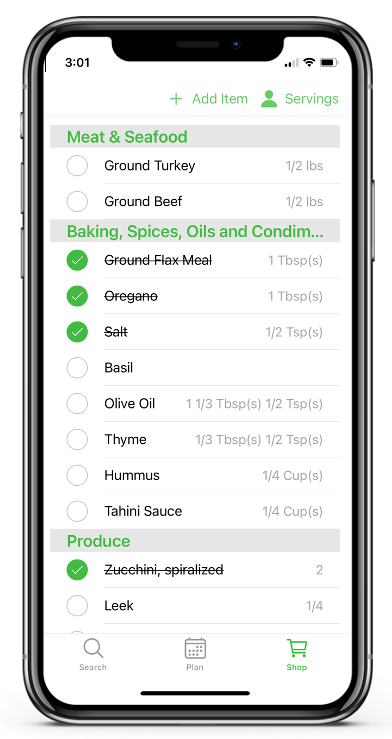 3:01
+ Add Item Servings
Meat & Seafood
Ground Turkey 1/2 lbs
Ground Beef 1/2 lbs
Baking, Spices, Oils and Condim...
Ground Flax Meal 1 Tbsp(s)
Oregano 1 Tbsp(s)
Salt 1/2 Tsp(s)
Basil
Olive Oil 1 1/3 Tbsp(s) 1/2 Tsp(s)
Thyme 1/3 Tbsp(s) 1/2 Tsp(s)
Hummus 1/4 Cup(s)
Tahini Sauce 1/4 Cup(s)
Produce
Zucchini, spiralized 2
Leek 1/4
Search Plan Shop